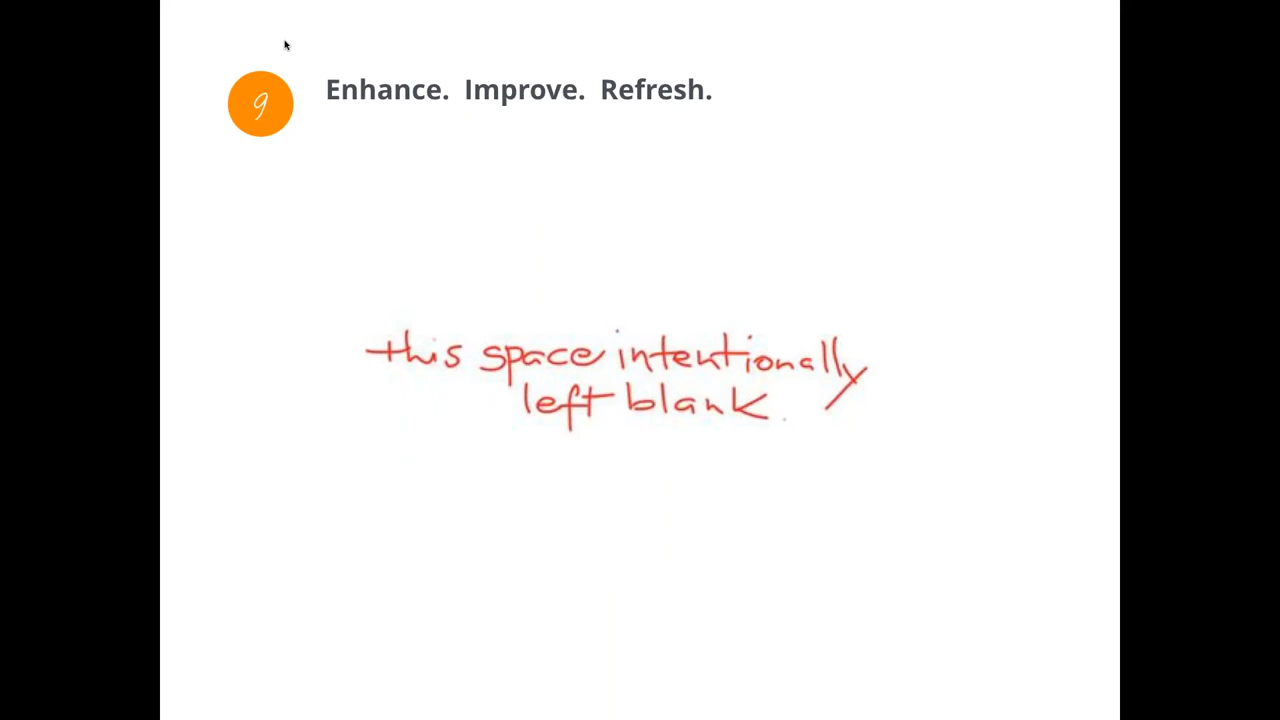 9
Enhance. Improve. Refresh.
this space intentionally
left blank